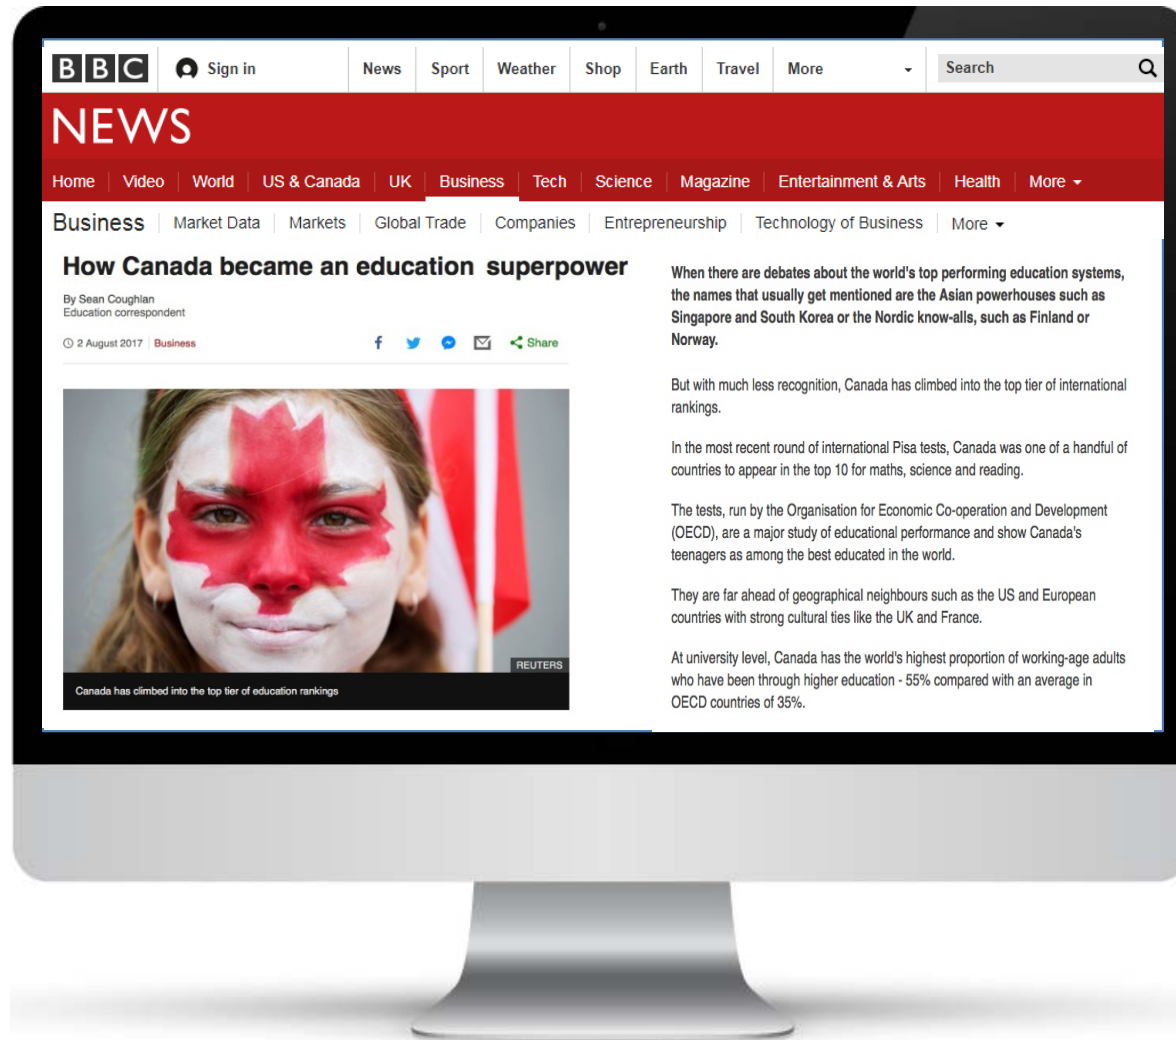 BBC Sign in News Sport Weather Shop Earth Travel More Search
NEWS
Home Video World US & Canada UK Business Tech Science Magazine Entertainment & Arts Health More
Business Market Data Markets Global Trade Companies Entrepreneurship Technology of Business More
How Canada became an education superpower
By Sean Coughlan
Education correspondent
2 August 2017 Business
Share
REUTERS
Canada has climbed into the top tier of education rankings
When there are debates about the world's top performing education systems,
the names that usually get mentioned are the Asian powerhouses such as
Singapore and South Korea or the Nordic know-alls, such as Finland or
Norway.
But with much less recognition, Canada has climbed into the top tier of international
rankings.
In the most recent round of international Pisa tests, Canada was one of a handful of
countries to appear in the top 10 for maths, science and reading.
The tests, run by the Organisation for Economic Co-operation and Development
(OECD), are a major study of educational performance and show Canada's
teenagers as among the best educated in the world.
They are far ahead of geographical neighbours such as the US and European
countries with strong cultural ties like the UK and France.
At university level, Canada has the world's highest proportion of working-age adults
who have been through higher education - 55% compared with an average in
OECD countries of 35%.